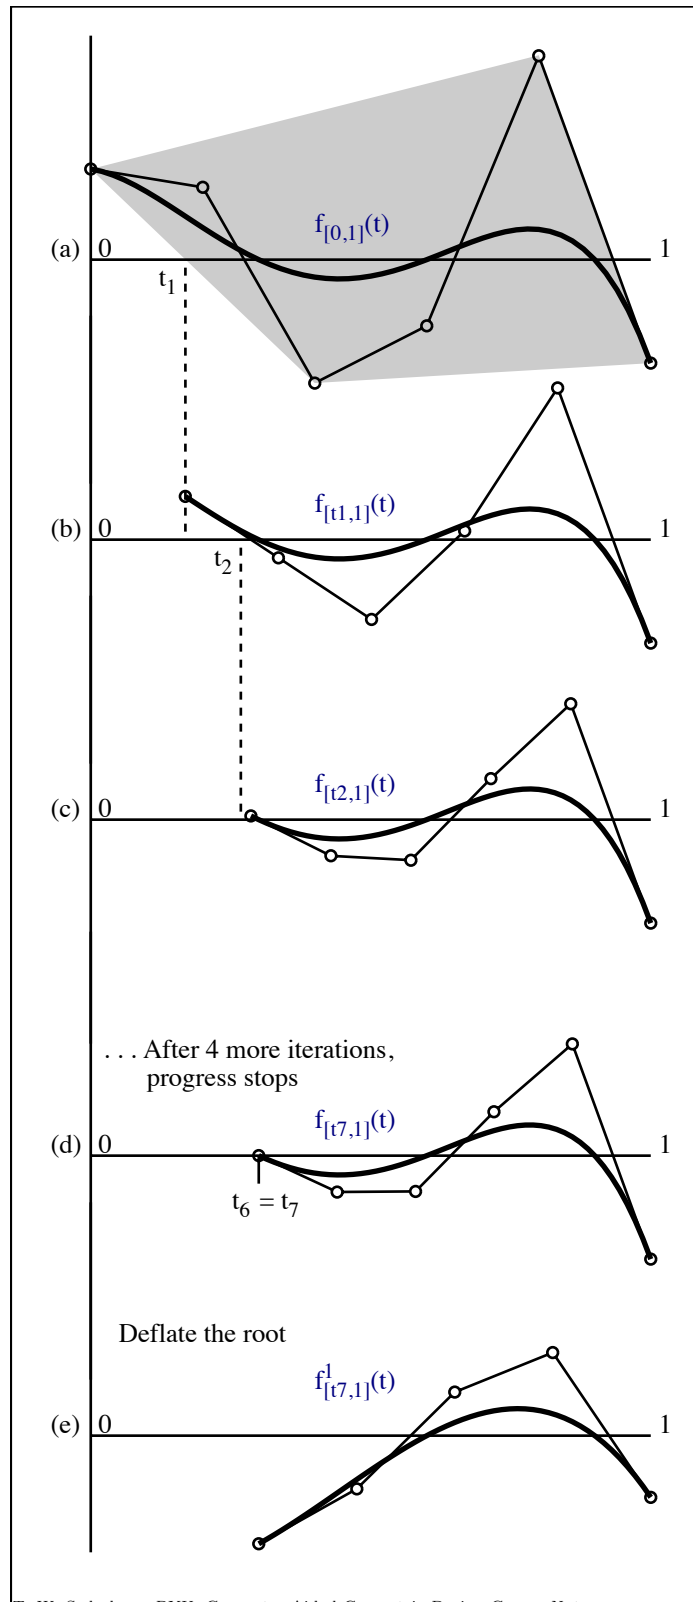 f[0,1](t)
(a) 0 1
t1
f[t1,1](t)
(b) 0 1
t2
f[t2,1](t)
(c) 0 1
. . . After 4 more iterations,
progress stops
f[t7,1](t)
(d) 0 1
t6 = t7
Deflate the root
f1[t7,1](t)
(e) 0 1